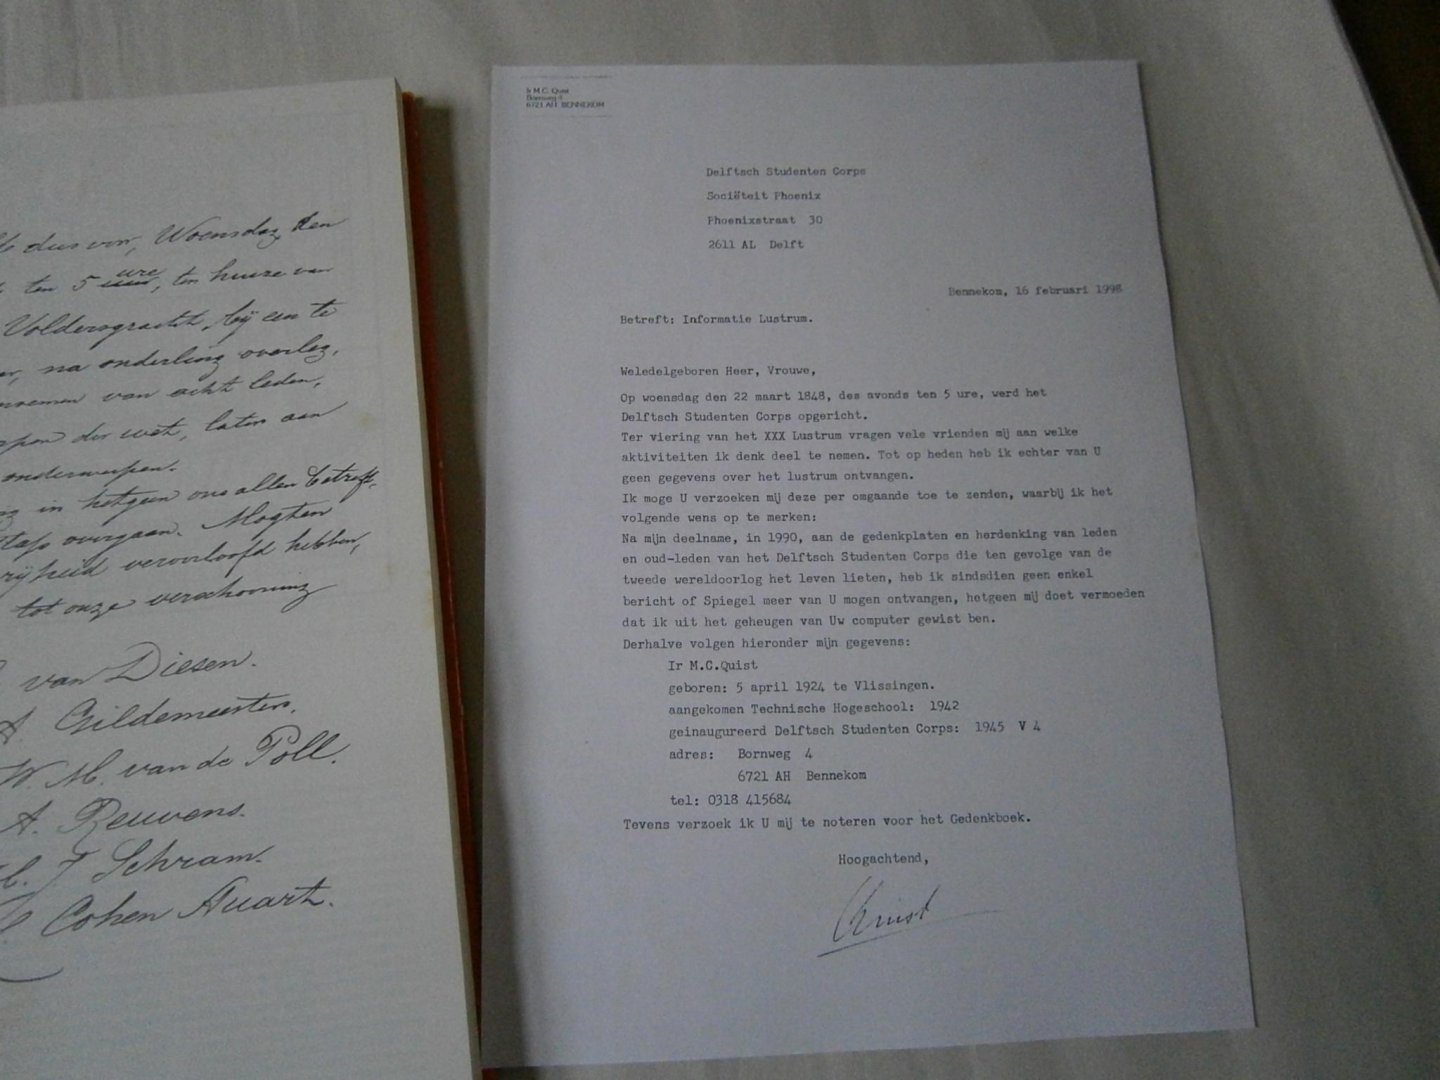 dus von, Woensdag den
ten 5 uur, ure ten huize van
Voldersgracht, bij een te
na onderling overleg,
van acht leden,
der wet, laten aan
onderwerpen.
in hetgeen ons allen betreft,
overgaan. Mogten
veroorloofd hebben,
tot onze verschooning
van Diesen.
A. Gildemeester,
W. M. van de Poll.
A. Reuvens.
J Schram.
Cohen Stuart.
Ir M.C. Quist
Bornweg 4
6721 AH BENNEKOM
Delftsch Studenten Corps
Sociëteit Phoenix
Phoenixstraat 30
2611 AL Delft
Bennekom, 16 februari 1998
Betreft: Informatie Lustrum.
Weledelgeboren Heer, Vrouwe,
Op woensdag den 22 maart 1848, des avonds ten 5 ure, werd het
Delftsch Studenten Corps opgericht.
Ter viering van het XXX Lustrum vragen vele vrienden mij aan welke
aktiviteiten ik denk deel te nemen. Tot op heden heb ik echter van U
geen gegevens over het lustrum ontvangen.
Ik moge U verzoeken mij deze per omgaande toe te zenden, waarbij ik het
volgende wens op te merken:
Na mijn deelname, in 1990, aan de gedenkplaten en herdenking van leden
en oud-leden van het Delftsch Studenten Corps die ten gevolge van de
tweede wereldoorlog het leven lieten, heb ik sindsdien geen enkel
bericht of Spiegel meer van U mogen ontvangen, hetgeen mij doet vermoeden
dat ik uit het geheugen van Uw computer gewist ben.
Derhalve volgen hieronder mijn gegevens:
Ir M.C.Quist
geboren: 5 april 1924 te Vlissingen.
aangekomen Technische Hogeschool: 1942
geinaugureerd Delftsch Studenten Corps: 1945 V 4
adres: Bornweg 4
6721 AH Bennekom
tel: 0318 415684
Tevens verzoek ik U mij te noteren voor het Gedenkboek.
Hoogachtend,
Quist